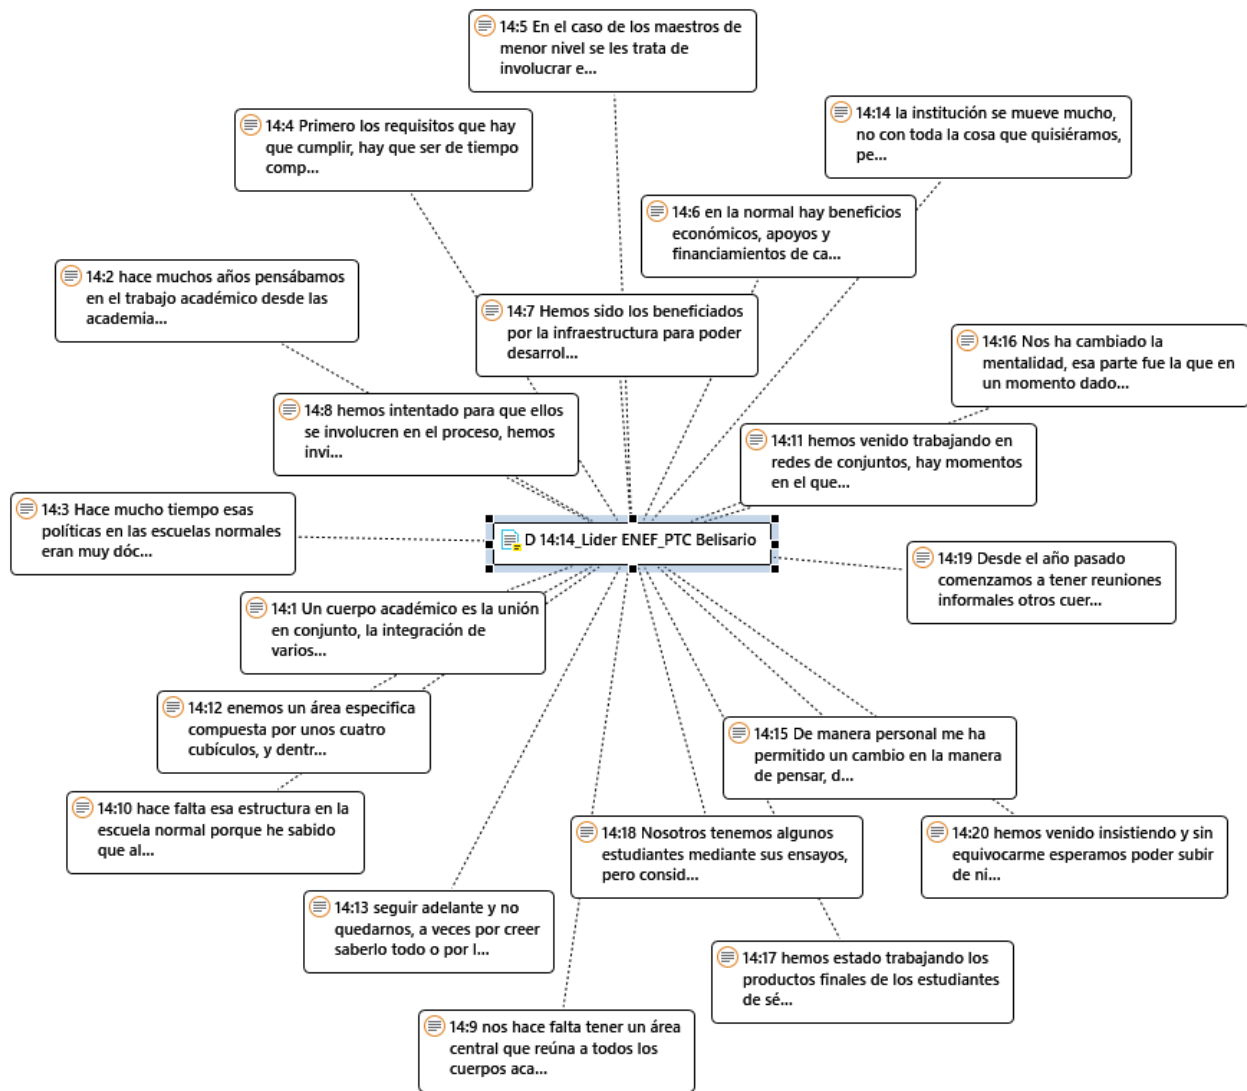 14:5 En el caso de los maestros de
menor nivel se les trata de
involucrar e...
14:14 la institución se mueve mucho,
no con toda la cosa que quisiéramos,
pe...
14:4 Primero los requisitos que hay
que cumplir, hay que ser de tiempo
comp...
14:6 en la normal hay beneficios
económicos, apoyos y
financiamientos de ca...
14:2 hace muchos años pensábamos
en el trabajo académico desde las
academia...
14:7 Hemos sido los beneficiados
por la infraestructura para poder
desarrol...
14:16 Nos ha cambiado la
mentalidad, esa parte fue la que en
un momento dado...
14:8 hemos intentado para que ellos
se involucren en el proceso, hemos
invi...
14:11 hemos venido trabajando en
redes de conjuntos, hay momentos
en el que...
14:3 Hace mucho tiempo esas
políticas en las escuelas normales
eran muy dóc...
D 14:14_Lider ENEF_PTC Belisario
14:19 Desde el año pasado
comenzamos a tener reuniones
informales otros cuer...
14:1 Un cuerpo académico es la unión
en conjunto, la integración de
varios...
14:12 enemos un área especifica
compuesta por unos cuatro
cubículos, y dentr...
14:15 De manera personal me ha
permitido un cambio en la manera
de pensar, d...
14:10 hace falta esa estructura en la
escuela normal porque he sabido
que al...
14:18 Nosotros tenemos algunos
estudiantes mediante sus ensayos,
pero consid...
14:20 hemos venido insistiendo y sin
equivocarme esperamos poder subir
de ni...
14:13 seguir adelante y no
quedarnos, a veces por creer
saberlo todo o por l...
14:17 hemos estado trabajando los
productos finales de los estudiantes
de sé...
14:9 nos hace falta tener un área
central que reúna a todos los
cuerpos aca...